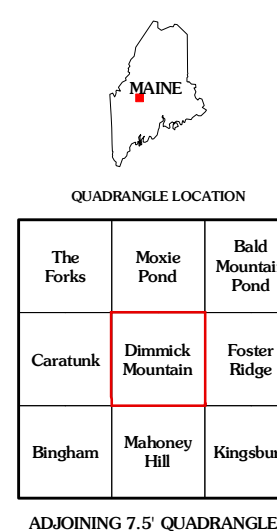 MAINE
QUADRANGLE LOCATION
The
Forks
Moxie
Pond
Bald
Mountai
Pond
Caratunk
Dimmick
Mountain
Foster
Ridge
Bingham
Mahoney
Hill
Kingsbur
ADJOINING 7.5' QUADRANGLE